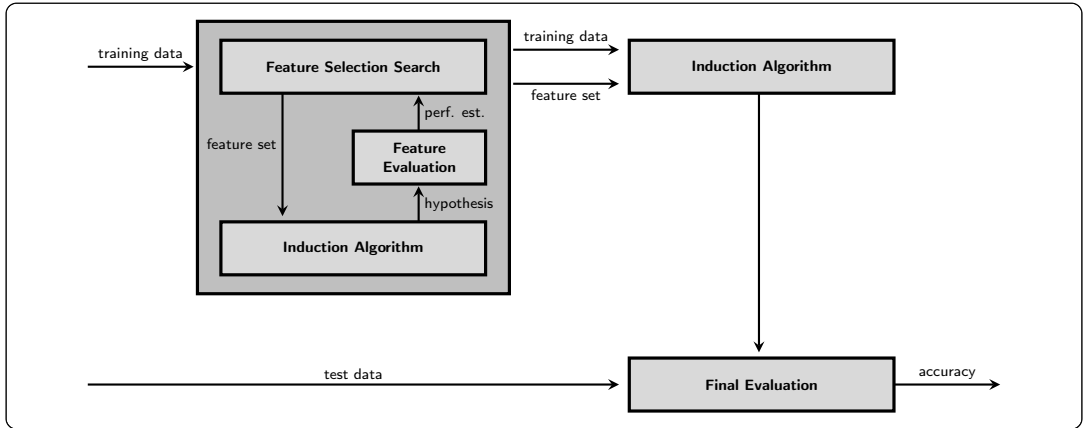 training data
Feature Selection Search
training data
feature set
Induction Algorithm
feature set
perf. est.
Feature
Evaluation
hypothesis
Induction Algorithm
test data
Final Evaluation
accuracy